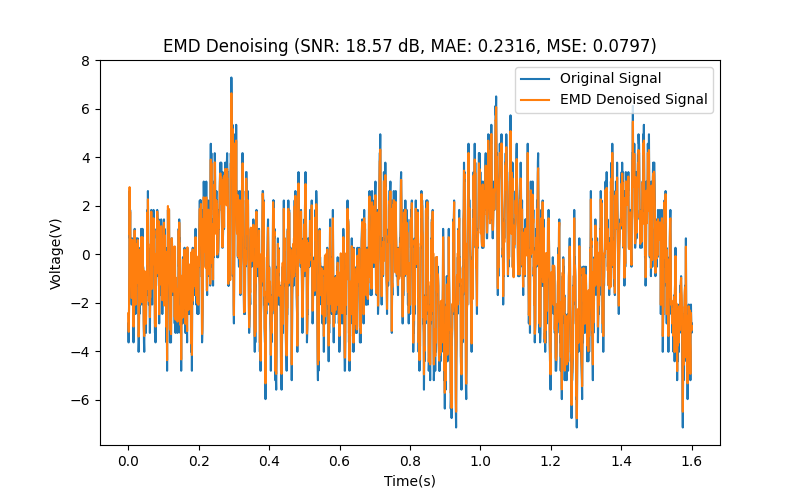 EMD Denoising (SNR: 18.57 dB, MAE: 0.2316, MSE: 0.0797)
Original Signal
EMD Denoised Signal
8
6
4
2
0
−2
−4
−6
Voltage(V)
0.0 0.2 0.4 0.6 0.8 1.0 1.2 1.4 1.6
Time(s)